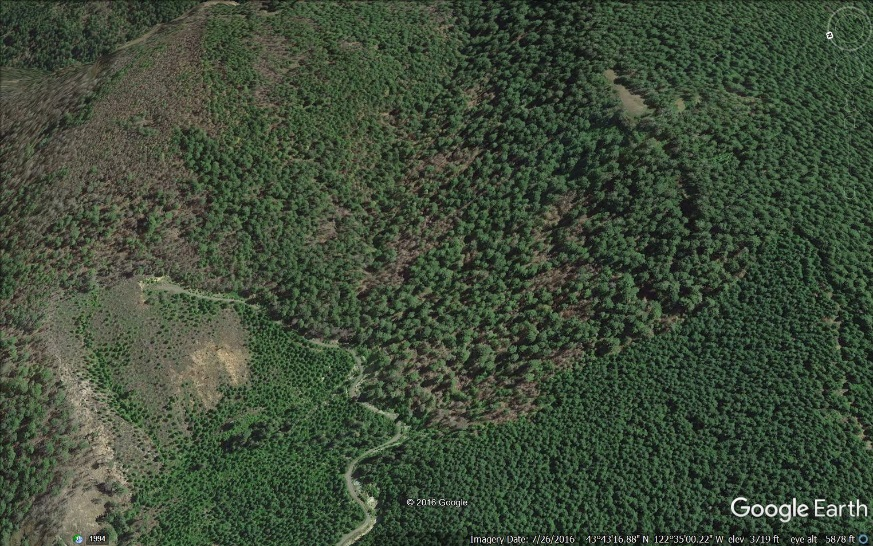 © 2016 Google
Google Earth
1994
Imagery Date: 7/26/2016 43°43'16.88" N 122°35'00.22" W elev 3719 ft eye alt 5878 ft